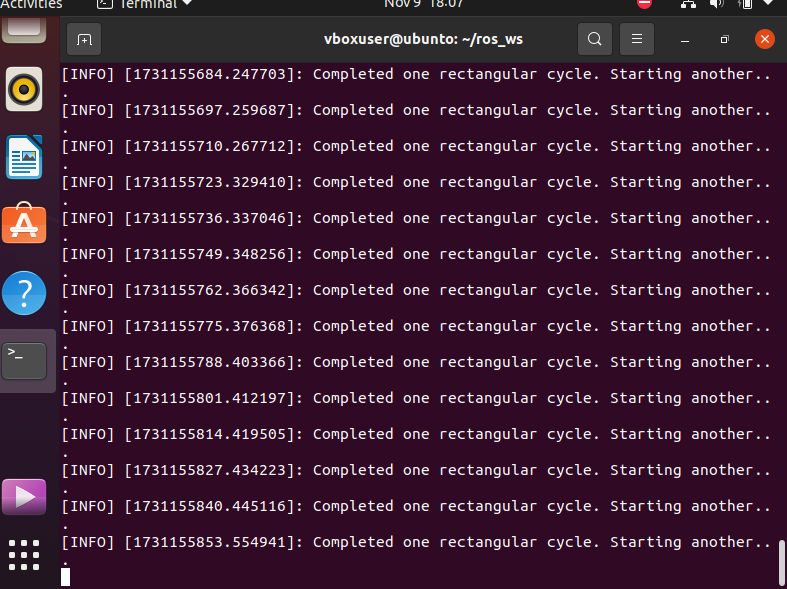 Activities Terminal Nov 9 18:07
vboxuser@ubunto: ~/ros_ws
[INFO] [1731155684.247703]: Completed one rectangular cycle. Starting another..
.
[INFO] [1731155697.259687]: Completed one rectangular cycle. Starting another..
.
[INFO] [1731155710.267712]: Completed one rectangular cycle. Starting another..
.
[INFO] [1731155723.329410]: Completed one rectangular cycle. Starting another..
.
[INFO] [1731155736.337046]: Completed one rectangular cycle. Starting another..
.
[INFO] [1731155749.348256]: Completed one rectangular cycle. Starting another..
.
[INFO] [1731155762.366342]: Completed one rectangular cycle. Starting another..
.
[INFO] [1731155775.376368]: Completed one rectangular cycle. Starting another..
.
[INFO] [1731155788.403366]: Completed one rectangular cycle. Starting another..
.
[INFO] [1731155801.412197]: Completed one rectangular cycle. Starting another..
.
[INFO] [1731155814.419505]: Completed one rectangular cycle. Starting another..
.
[INFO] [1731155827.434223]: Completed one rectangular cycle. Starting another..
.
[INFO] [1731155840.445116]: Completed one rectangular cycle. Starting another..
.
[INFO] [1731155853.554941]: Completed one rectangular cycle. Starting another..
.